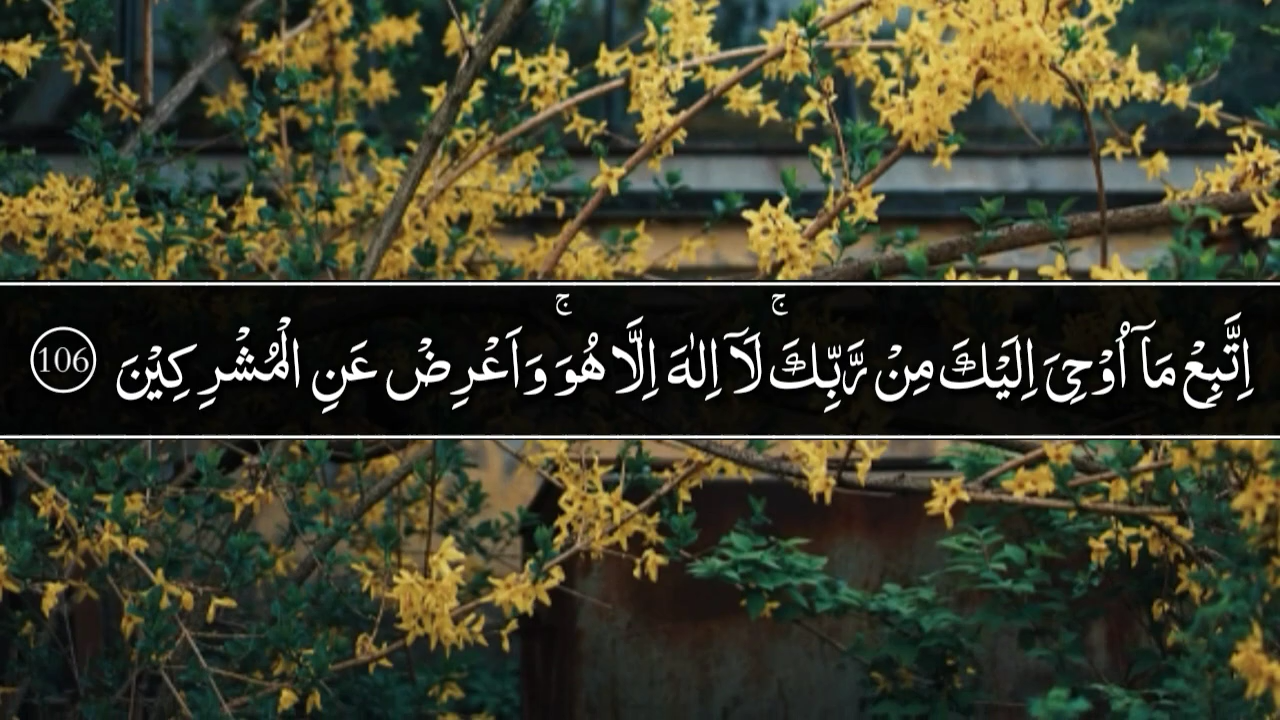 اِتَّبِعْ مَآ اُوْحِىَ اِلَيْكَ مِنْ رَّبِّكَ‌ۚ لَآ اِلٰهَ اِلَّا هُوَ‌ۚ وَاَعْرِضْ عَنِ الْمُشْرِكِيْنَ 106